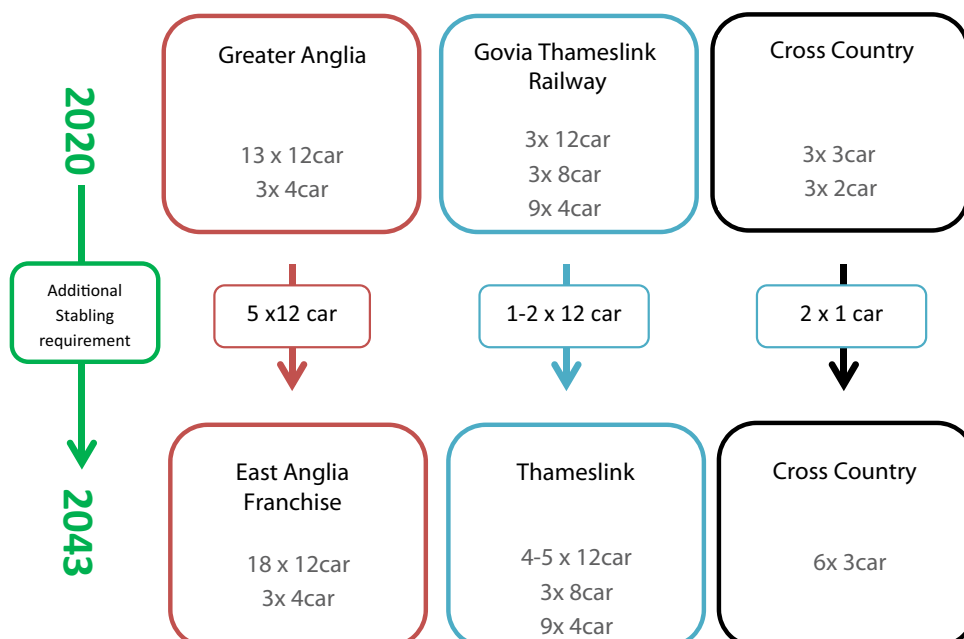 2020
Greater Anglia
13 x 12car
3x 4car
Govia Thameslink
Railway
3x 12car
3x 8car
9x 4car
Cross Country
3x 3car
3x 2car
Additional
Stabling
requirement
5 x12 car
1-2 x 12 car
2 x 1 car
2043
East Anglia
Franchise
18 x 12car
3x 4car
Thameslink
4-5 x 12car
3x 8car
9x 4car
Cross Country
6x 3car